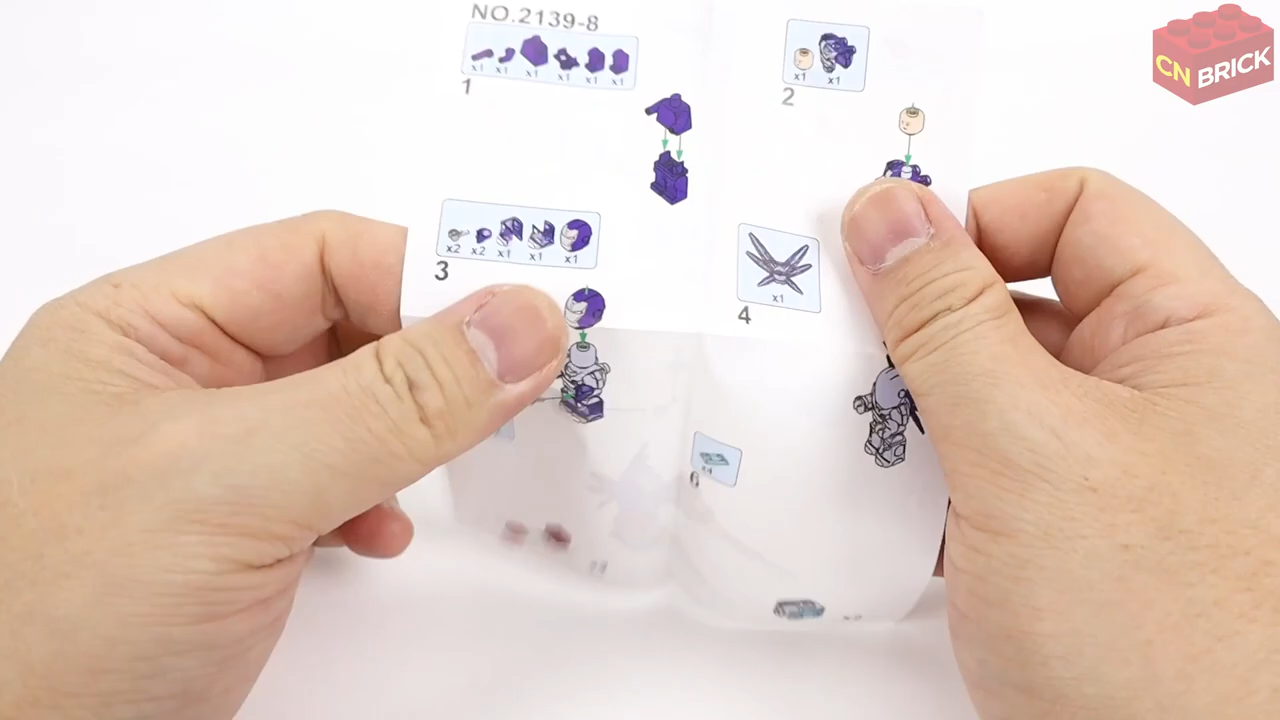 NO.2139-8
x1 x1 x1 x1 x1 x1
1
x1 x1
2
x2 x2 x1 x1 x1
3
x1
4
CN BRICK